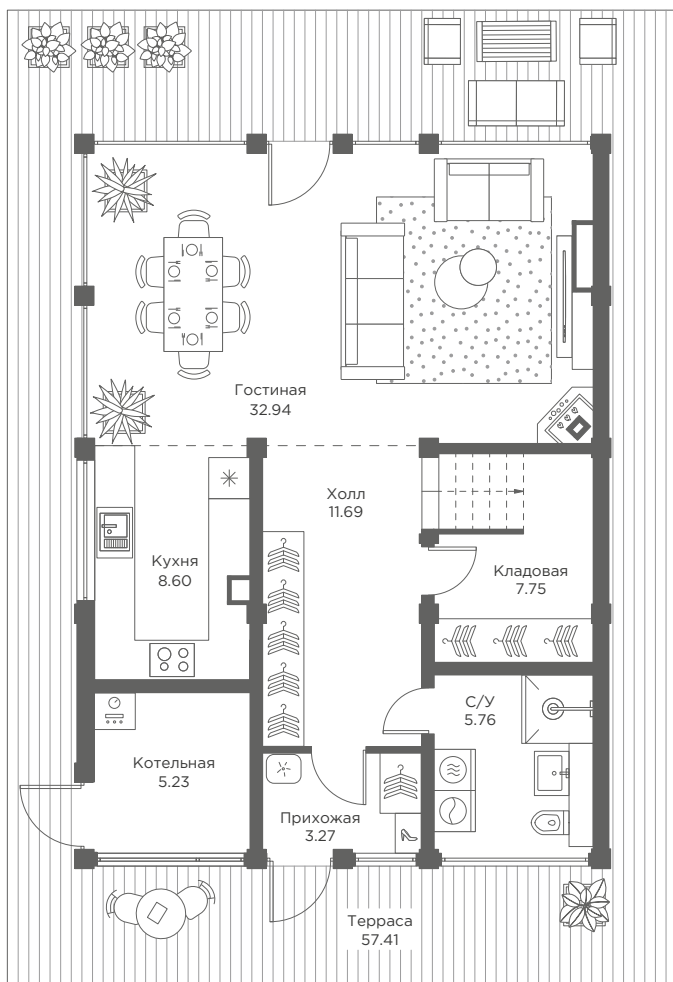 Гостиная
32.94
Холл
11.69
Кухня
8.60
Кладовая
7.75
С/У
5.76
Котельная
5.23
Прихожая
3.27
Терраса
57.41